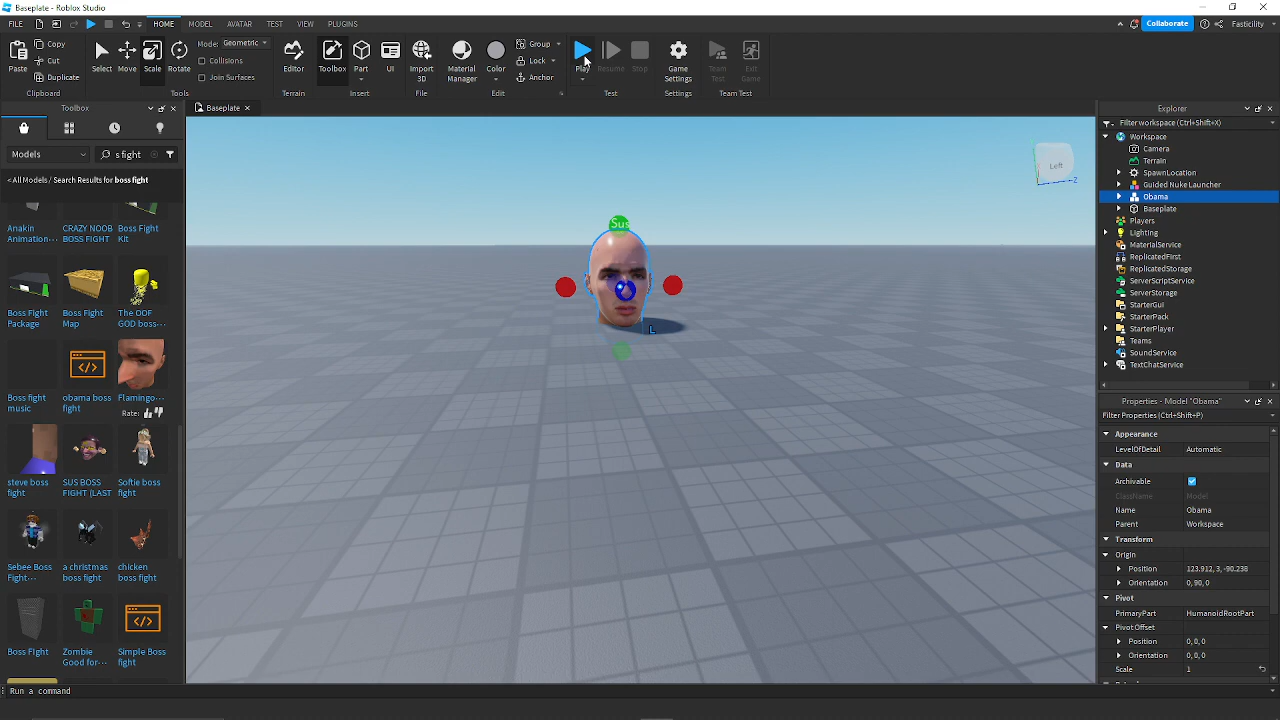 Baseplate - Roblox Studio
FILE HOME MODEL AVATAR TEST VIEW PLUGINS Collaborate Fasticility
Paste Copy Cut Duplicate
Clipboard
Select Move Scale Rotate Mode: Geometric Collisions Join Surfaces
Tools
Editor
Terrain
Toolbox Part UI
Insert
Import 3D
File
Material Manager Color Group Lock Anchor
Edit
Play Resume Stop
Test
Game Settings
Settings
Team Test Exit Game
Team Test
Toolbox
Models s fight
< All Models / Search Results for boss fight
Anakin Animation... CRAZY NOOB BOSS FIGHT Boss Fight Kit
Boss Fight Package Boss Fight Map The OOF GOD boss...
Boss fight music obama boss fight Flamingo...
Rate:
steve boss fight SUS BOSS FIGHT (LAST Softie boss fight
Sebee Boss Fight... a christmas boss fight chicken boss fight
Boss Fight Zombie Good for... Simple Boss fight
Run a command
Baseplate
Sus
L
Left
Z
Explorer
Filter workspace (Ctrl+Shift+X)
Workspace
Camera
Terrain
SpawnLocation
Guided Nuke Launcher
Obama
Baseplate
Players
Lighting
MaterialService
ReplicatedFirst
ReplicatedStorage
ServerScriptService
ServerStorage
StarterGui
StarterPack
StarterPlayer
Teams
SoundService
TextChatService
Properties - Model "Obama"
Filter Properties (Ctrl+Shift+P)
Appearance
LevelOfDetail Automatic
Data
Archivable
ClassName Model
Name Obama
Parent Workspace
Transform
Origin
Position 123.912, 3, -90.238
Orientation 0, 90, 0
Pivot
PrimaryPart HumanoidRootPart
Pivot Offset
Position 0, 0, 0
Orientation 0, 0, 0
Scale 1